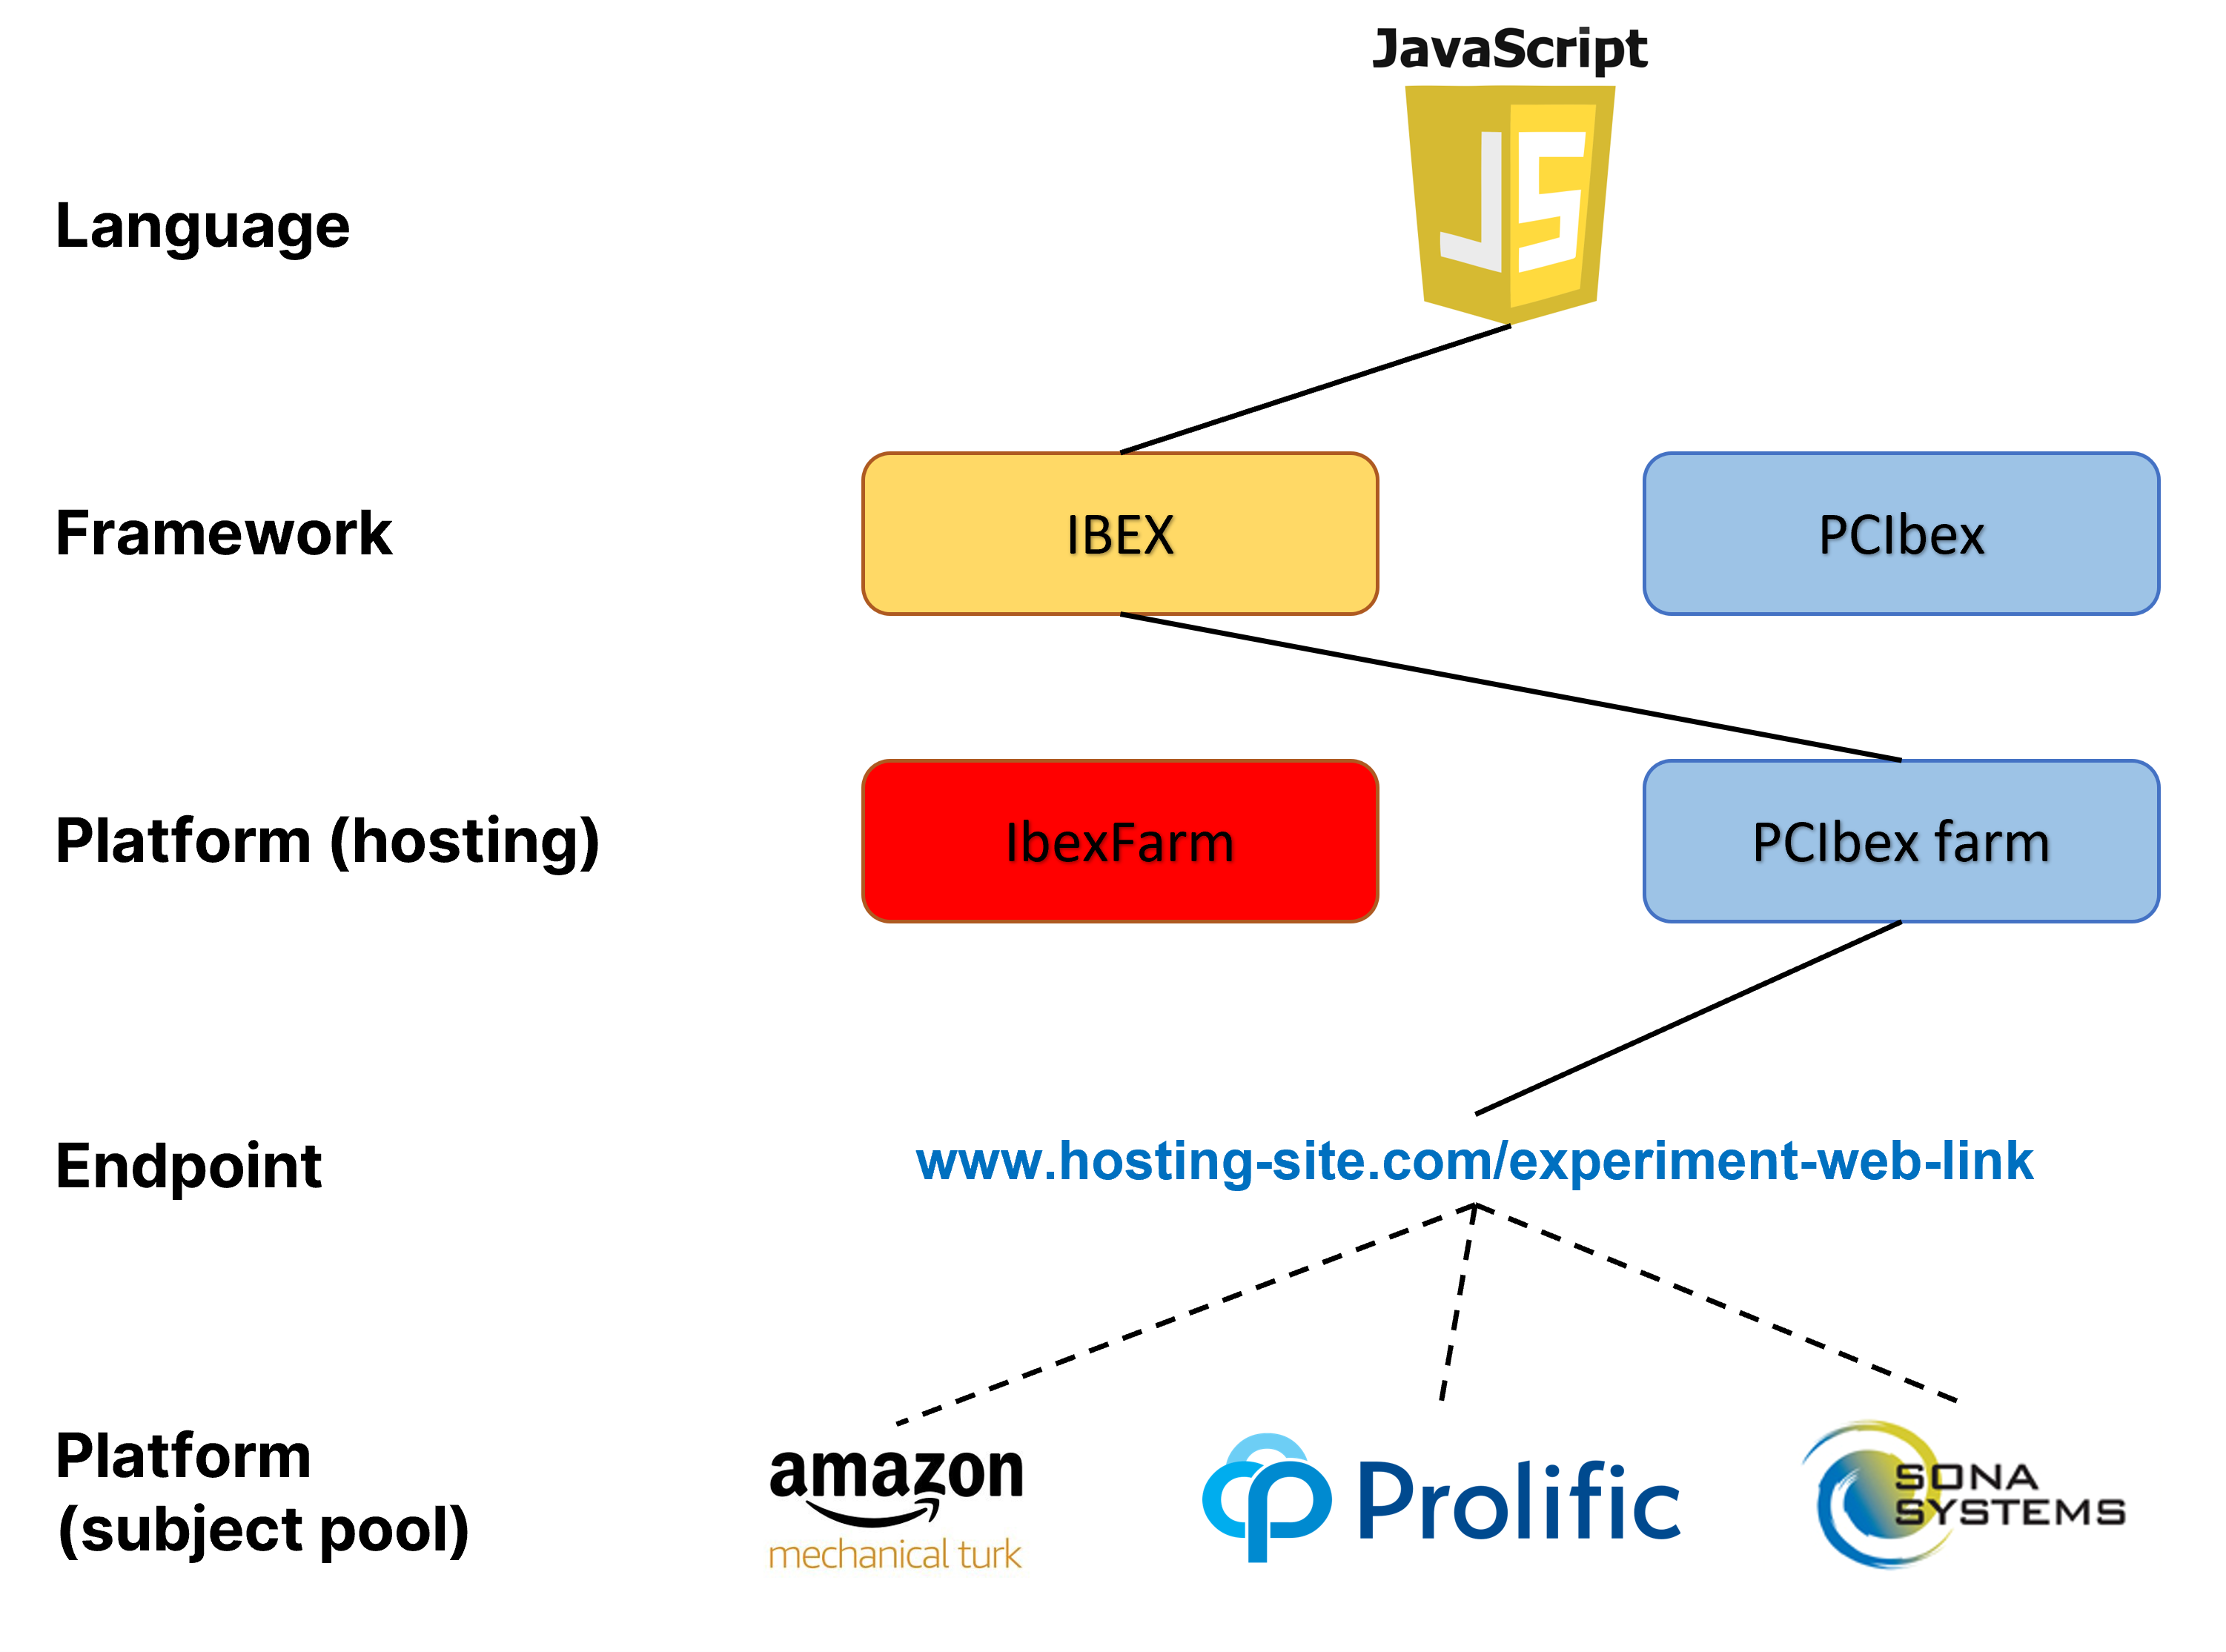 JavaScript
JS
Language
Framework
IBEX
PCIbex
Platform (hosting)
IbexFarm
PCIbex farm
Endpoint
www.hosting-site.com/experiment-web-link
Platform
(subject pool)
amazon
mechanical turk
Prolific
SONA
SYSTEMS